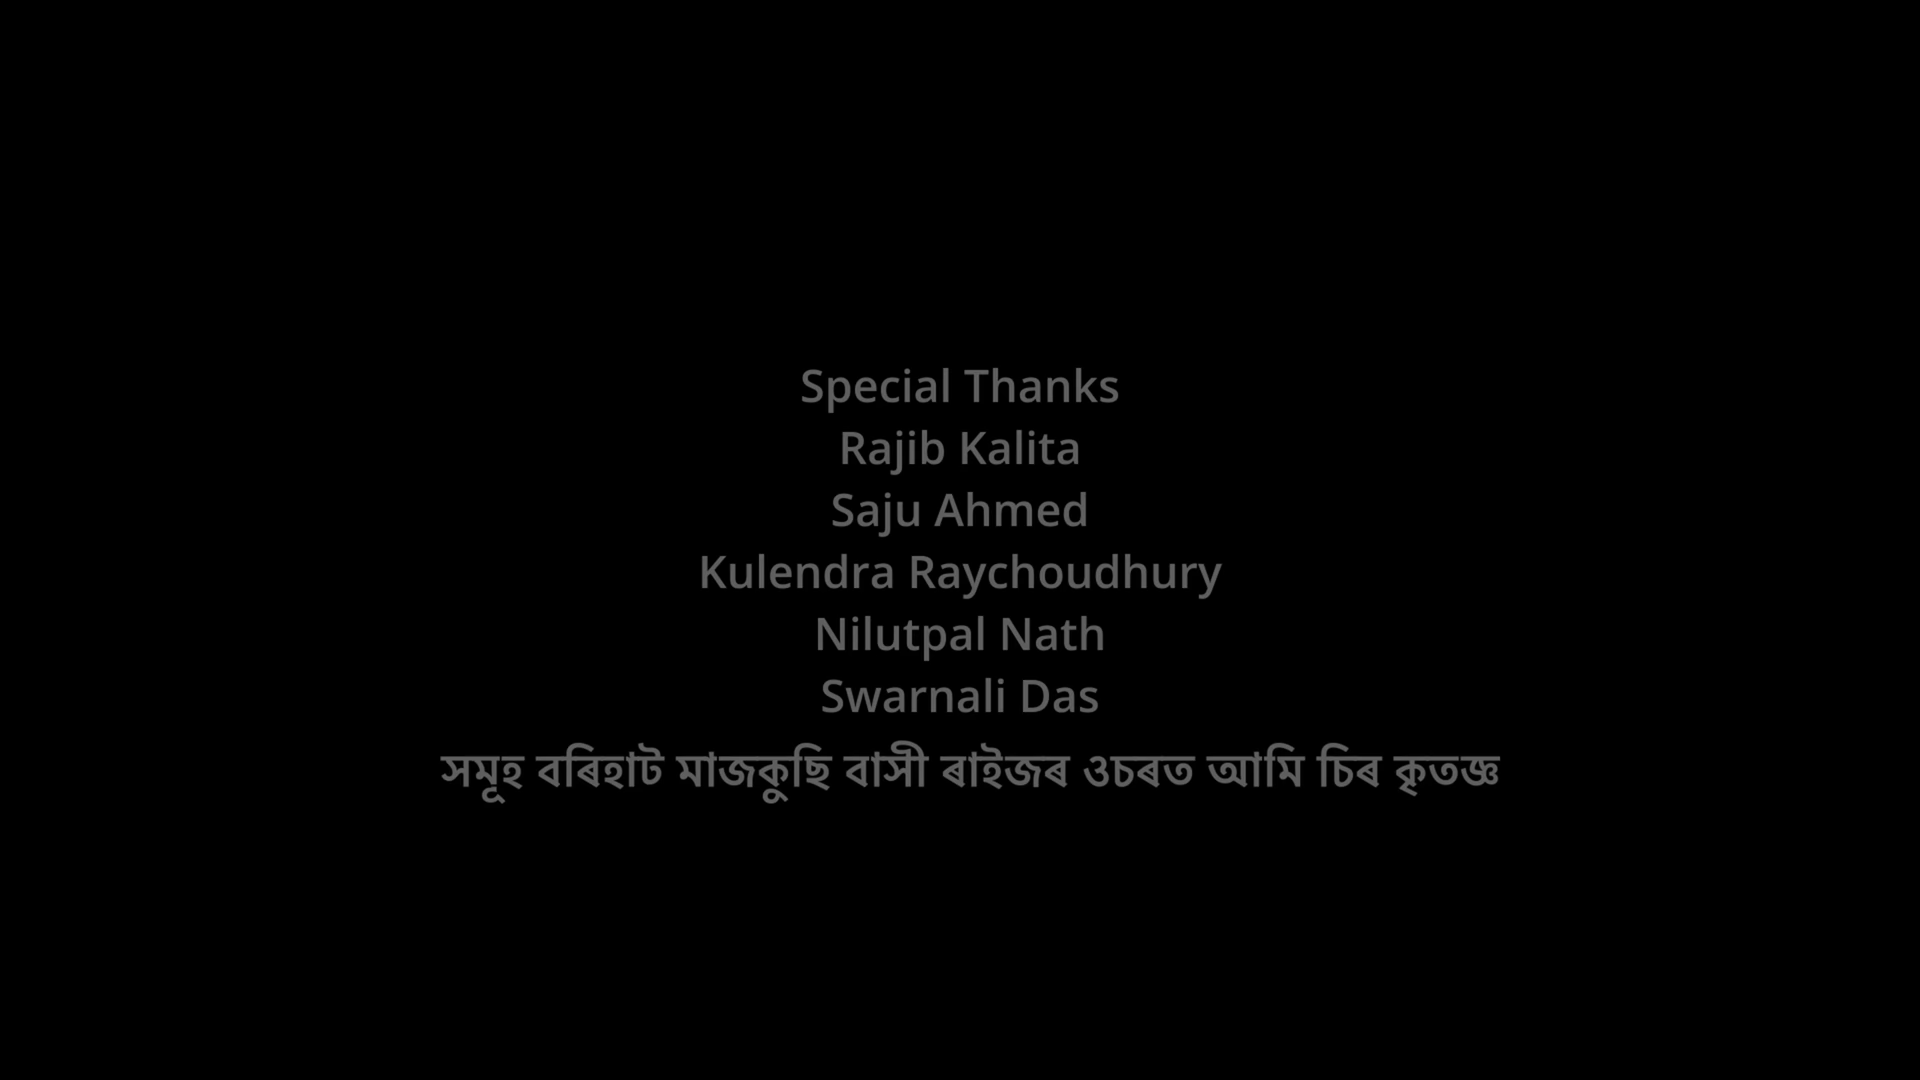 Special Thanks
Rajib Kalita
Saju Ahmed
Kulendra Raychoudhury
Nilutpal Nath
Swarnali Das
সমূহ বৰিহাট মাজকুছি বাসী ৰাইজৰ ওচৰত আমি চিৰ কৃতজ্ঞ